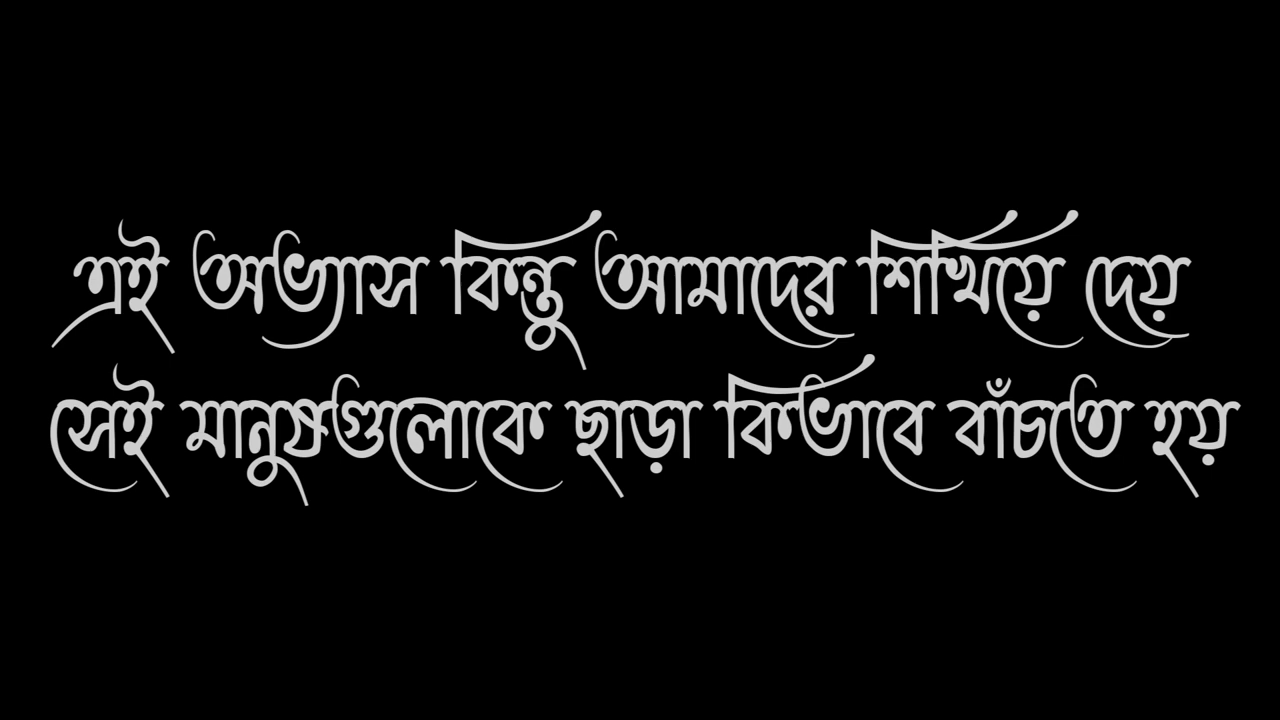 এই অভ্যাস কিন্তু আমাদের শিখিয়ে দেয়
সেই মানুষগুলোকে ছাড়া কিভাবে বাঁচতে হয়